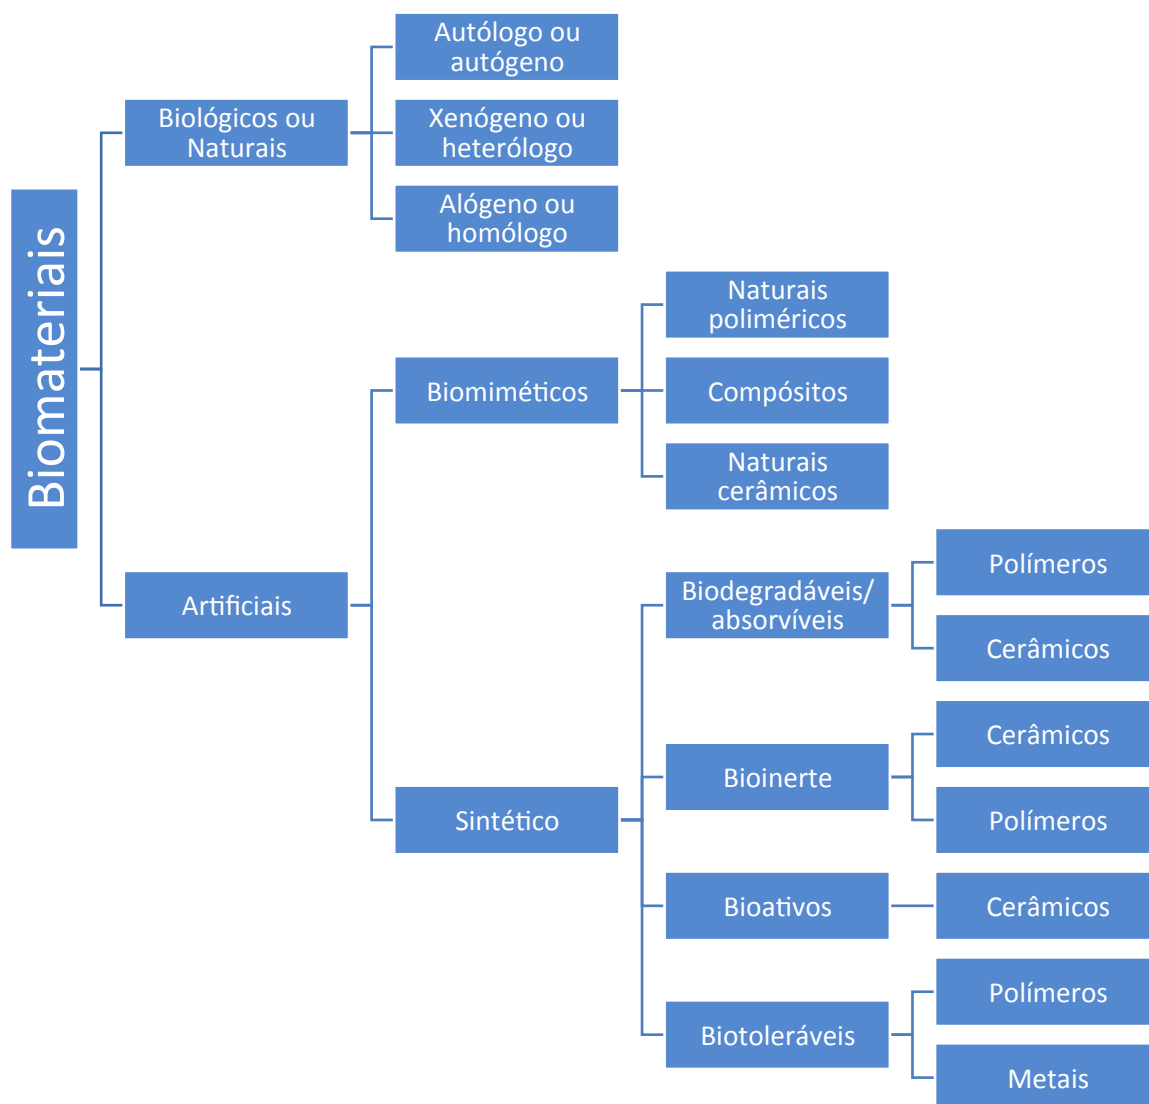 Biomateriais
Biológicos ou
Naturais
Autólogo ou
autógeno
Xenógeno ou
heterólogo
Alógeno ou
homólogo
Artificiais
Biomiméticos
Naturais
poliméricos
Compósitos
Naturais
cerâmicos
Sintético
Biodegradáveis/
absorvíveis
Polímeros
Cerâmicos
Bioinerte
Cerâmicos
Polímeros
Bioativos
Cerâmicos
Biotoleráveis
Polímeros
Metais